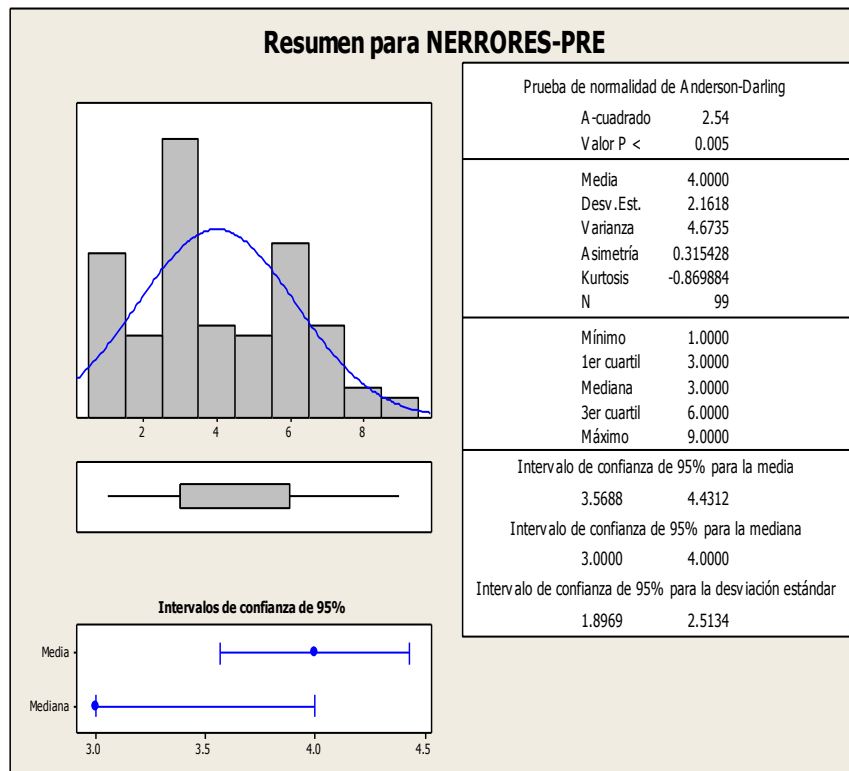 Resumen para NERRORES-PRE
2 4 6 8
Intervalos de confianza de 95%
Media
Mediana
3.0 3.5 4.0 4.5
Prueba de normalidad de Anderson-Darling
A-cuadrado 2.54
Valor P < 0.005
Media 4.0000
Desv.Est. 2.1618
Varianza 4.6735
Asimetría 0.315428
Kurtosis -0.869884
N 99
Mínimo 1.0000
1er cuartil 3.0000
Mediana 3.0000
3er cuartil 6.0000
Máximo 9.0000
Intervalo de confianza de 95% para la media
3.5688 4.4312
Intervalo de confianza de 95% para la mediana
3.0000 4.0000
Intervalo de confianza de 95% para la desviación estándar
1.8969 2.5134